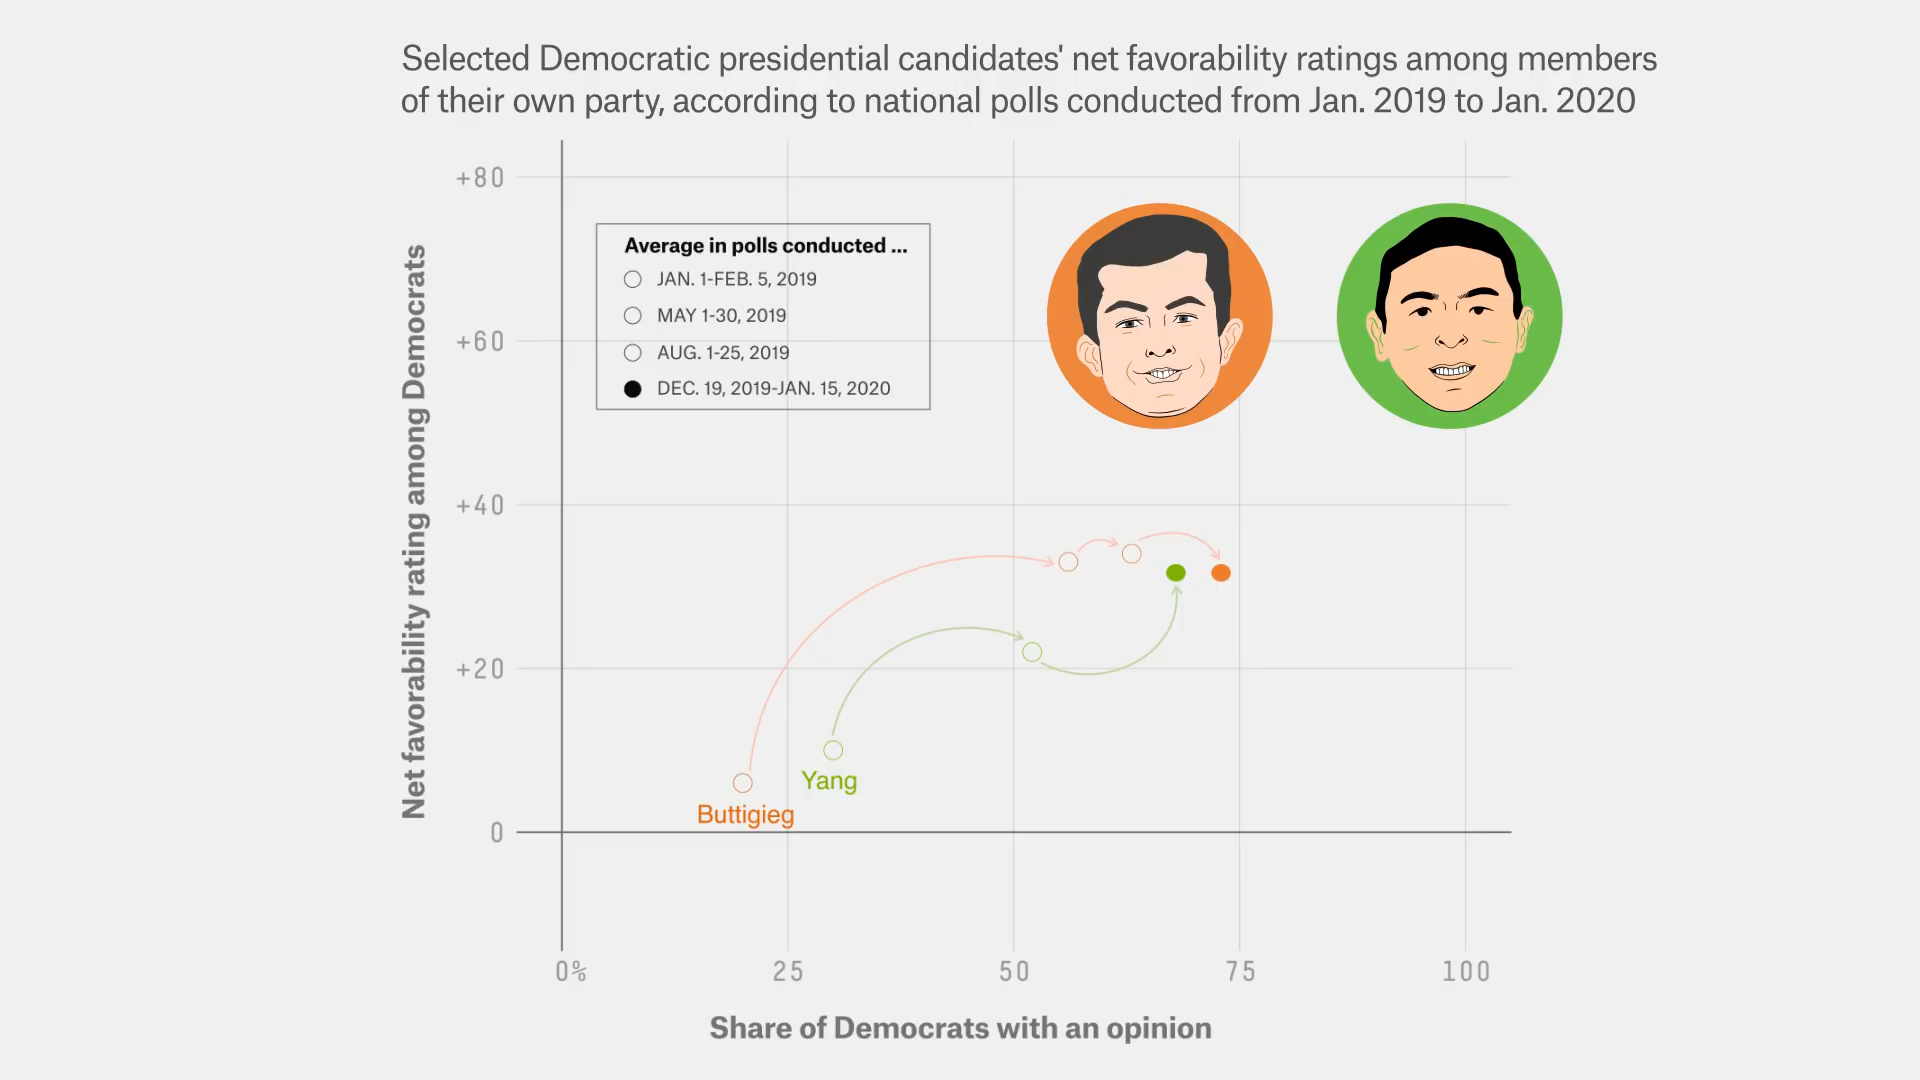 Selected Democratic presidential candidates' net favorability ratings among members
of their own party, according to national polls conducted from Jan. 2019 to Jan. 2020
Net favorability rating among Democrats
+80
+60
+40
+20
0
Average in polls conducted ...
JAN. 1-FEB. 5, 2019
MAY 1-30, 2019
AUG. 1-25, 2019
DEC. 19, 2019-JAN. 15, 2020
Yang
Buttigieg
0% 25 50 75 100
Share of Democrats with an opinion